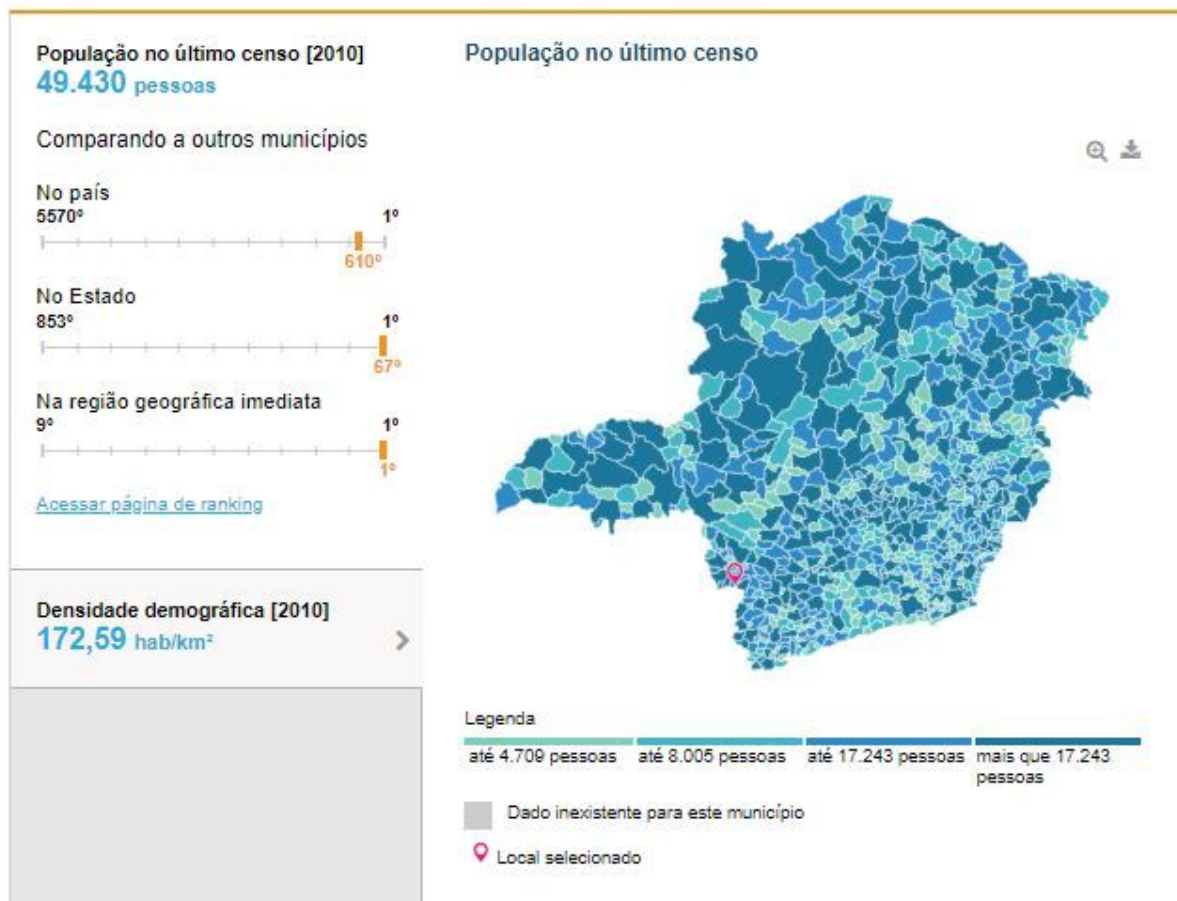 População no último censo [2010]
49.430 pessoas
Comparando a outros municípios
No país
5570º 1º
610º
No Estado
853º 1º
67º
Na região geográfica imediata
9º 1º
1º
Acessar página de ranking
Densidade demográfica [2010]
172,59 hab/km²
População no último censo
Legenda
até 4.709 pessoas
até 8.005 pessoas
até 17.243 pessoas
mais que 17.243
pessoas
Dado inexistente para este município
Local selecionado